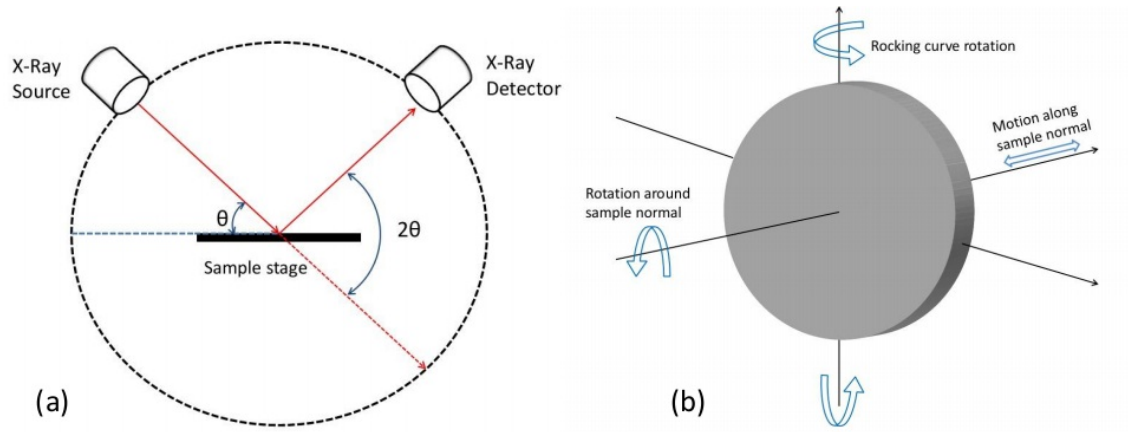 X-Ray
Source
X-Ray
Detector
θ
2θ
Sample stage
(a)
Rocking curve rotation
Motion along
sample normal
Rotation around
sample normal
(b)